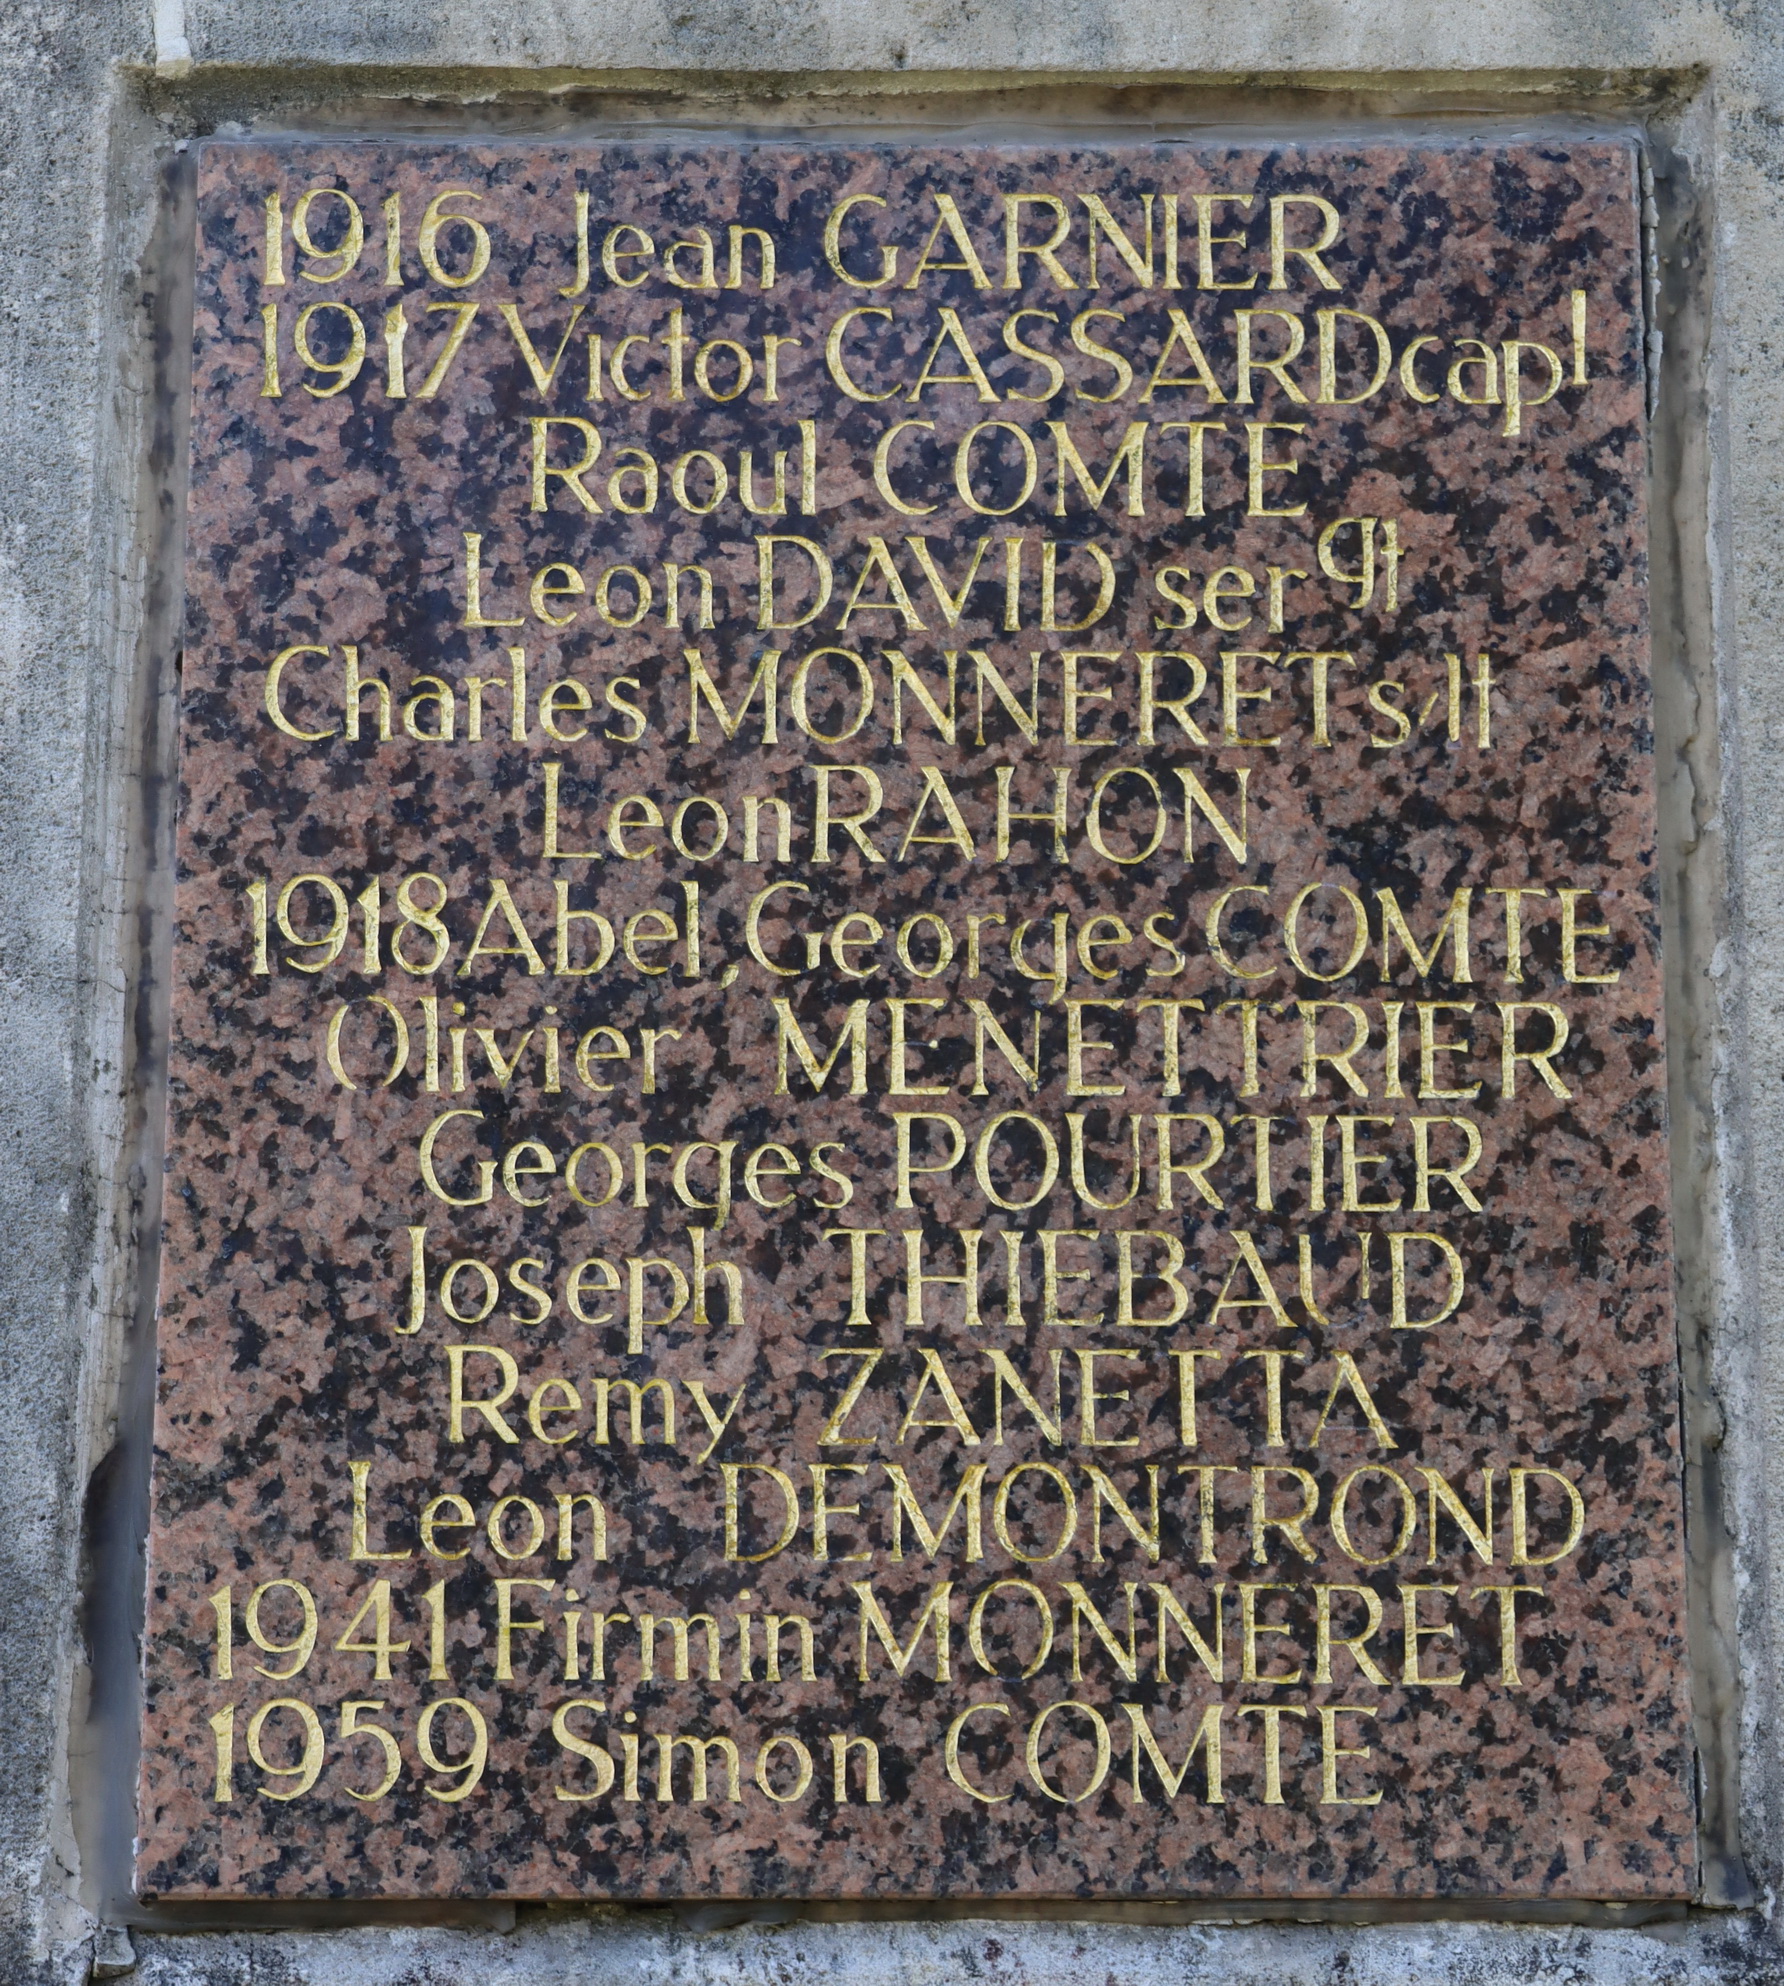 1916 Jean GARNIER
1917 Victor CASSARD capl
Raoul COMTE
Leon DAVID sergt
Charles MONNERET s/lt
Leon RAHON
1918 Abel, Georges COMTE
Olivier MENETTRIER
Georges POURTIER
Joseph THIEBAUD
Remy ZANETTA
Leon DEMONTROND
1941 Firmin MONNERET
1959 Simon COMTE